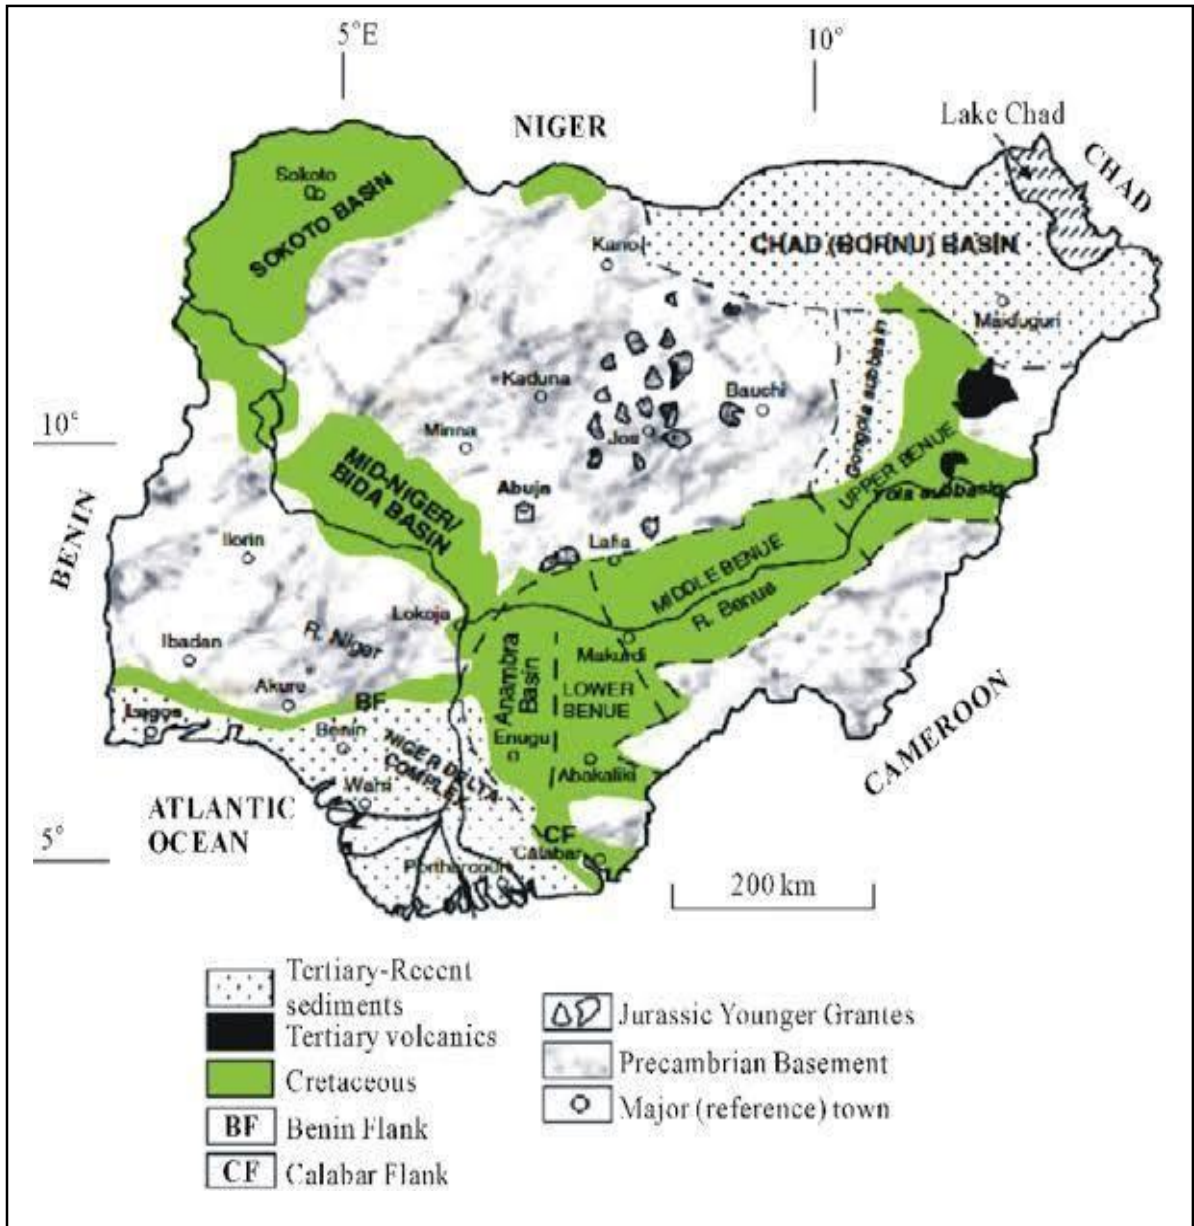 5°E
10°
Lake Chad
NIGER
CHAD
Sokoto
SOKOTO BASIN
Kano
CHAD (BORNU) BASIN
Maiduguri
Gongola subbasin
Kaduna
Bauchi
10°
Minna
Jos
UPPER BENUE
MID-NIGER/
BIDA BASIN
Abuja
Yola subbasin
BENIN
Ilorin
Lafia
MIDDLE BENUE
R. Benue
Lokoja
Ibadan
R. Niger
Makurdi
Anambra
Basin
Akure
BF
LOWER
BENUE
Lagos
Benin
Enugu
NIGER DELTA
COMPLEX
Abakaliki
CAMEROON
Warri
ATLANTIC
OCEAN
5°
CF
Calabar
Portharcourt
200 km
Tertiary-Recent
sediments
Tertiary volcanics
Cretaceous
BF Benin Flank
CF Calabar Flank
Jurassic Younger Grantes
Precambrian Basement
Major (reference) town